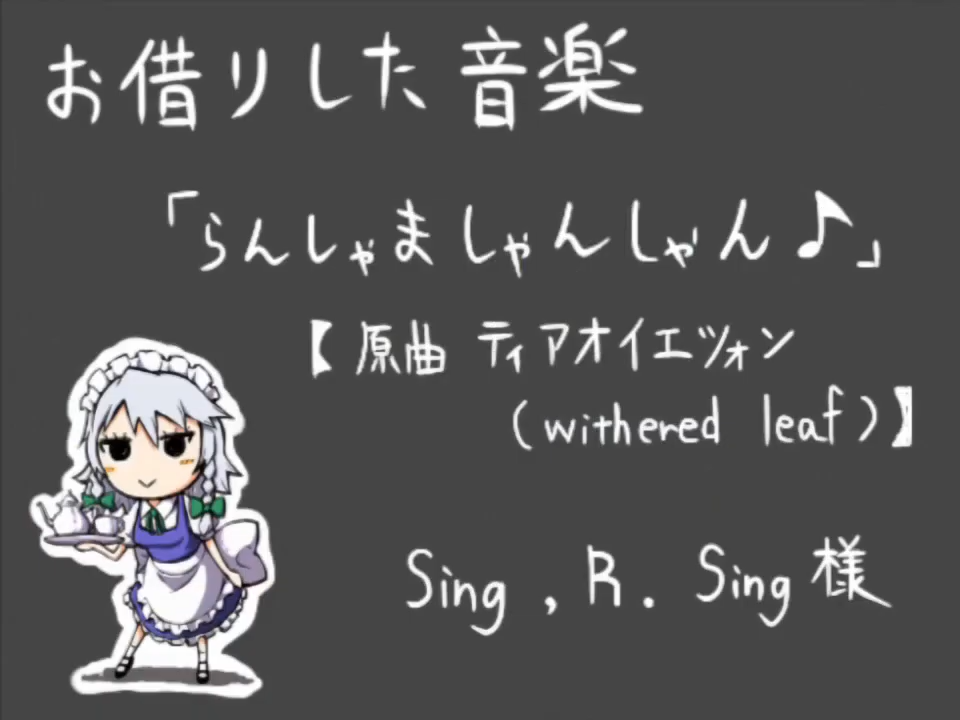 お借りした音楽
「らんしゃましゃんしゃん♪」
【原曲 ティアオイエツォン
(withered leaf)】
Sing , R. Sing 様